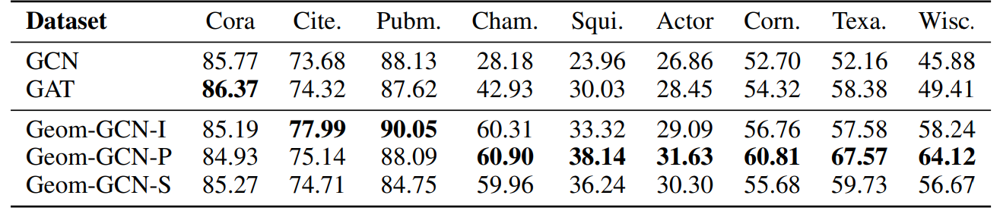 Dataset Cora Cite. Pubm. Cham. Squi. Actor Corn. Texa. Wisc.
GCN 85.77 73.68 88.13 28.18 23.96 26.86 52.70 52.16 45.88
GAT 86.37 74.32 87.62 42.93 30.03 28.45 54.32 58.38 49.41
Geom-GCN-I 85.19 77.99 90.05 60.31 33.32 29.09 56.76 57.58 58.24
Geom-GCN-P 84.93 75.14 88.09 60.90 38.14 31.63 60.81 67.57 64.12
Geom-GCN-S 85.27 74.71 84.75 59.96 36.24 30.30 55.68 59.73 56.67